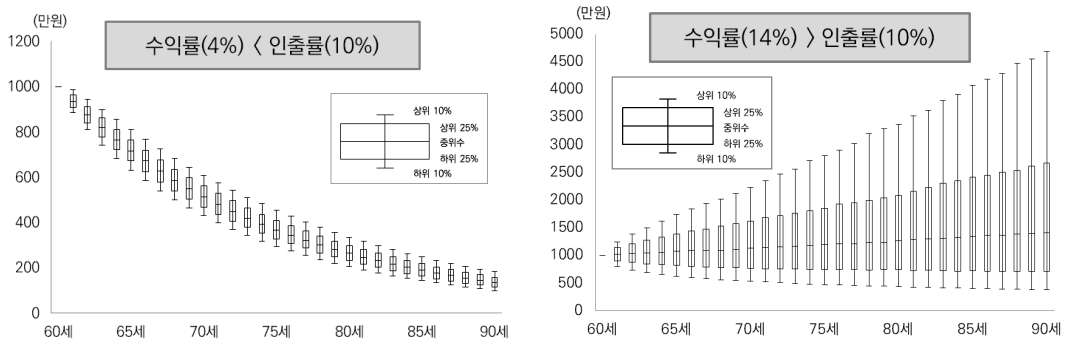 (만원)
수익률(4%) < 인출률(10%)
1200
1000
800
600
400
200
0
상위 10%
상위 25%
중위수
하위 25%
하위 10%
60세 65세 70세 75세 80세 85세 90세
(만원)
수익률(14%) > 인출률(10%)
5000
4500
4000
3500
3000
2500
2000
1500
1000
500
0
상위 10%
상위 25%
중위수
하위 25%
하위 10%
60세 65세 70세 75세 80세 85세 90세